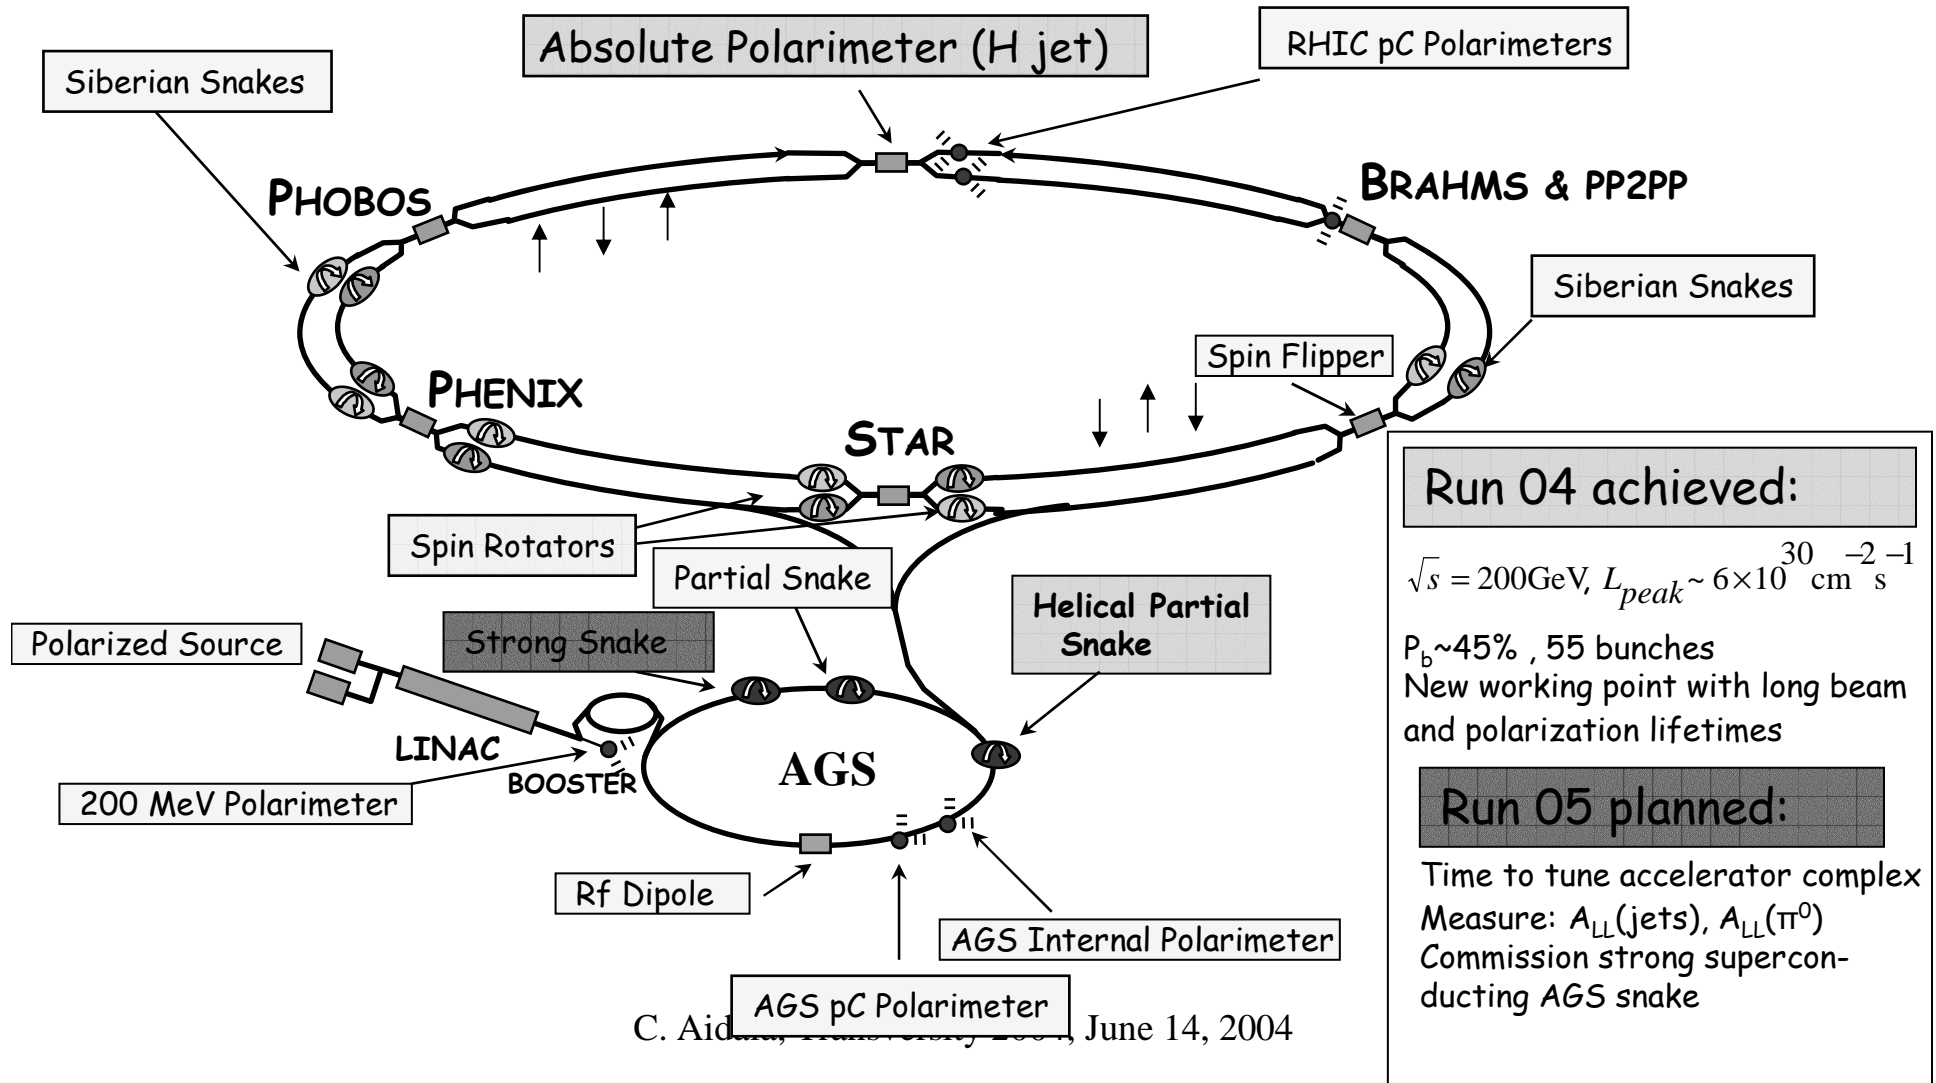 Absolute Polarimeter (H jet)
RHIC pC Polarimeters
Siberian Snakes
PHOBOS
BRAHMS & PP2PP
Siberian Snakes
Spin Flipper
PHENIX
STAR
Run 04 achieved:
Spin Rotators
√s = 200GeV, L_peak ~ 6×10^30 cm^−2 s^−1
Partial Snake
Helical Partial
Snake
Strong Snake
Polarized Source
P_b~45% , 55 bunches
New working point with long beam
and polarization lifetimes
LINAC
AGS
BOOSTER
200 MeV Polarimeter
Run 05 planned:
Time to tune accelerator complex
Rf Dipole
Measure: A_LL(jets), A_LL(π^0)
AGS Internal Polarimeter
Commission strong supercon-
ducting AGS snake
AGS pC Polarimeter
C. June 14, 2004